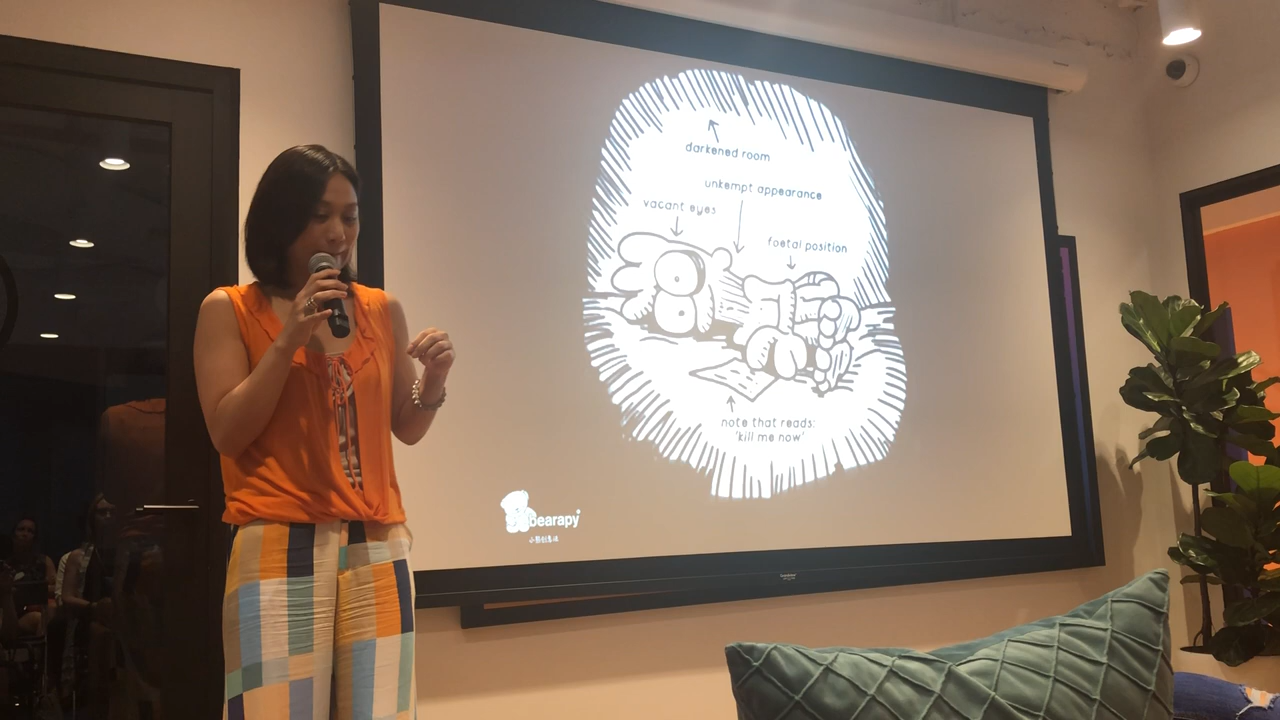 darkened room
unkempt appearance
vacant eyes
foetal position
note that reads:
'kill me now'
Bearapy